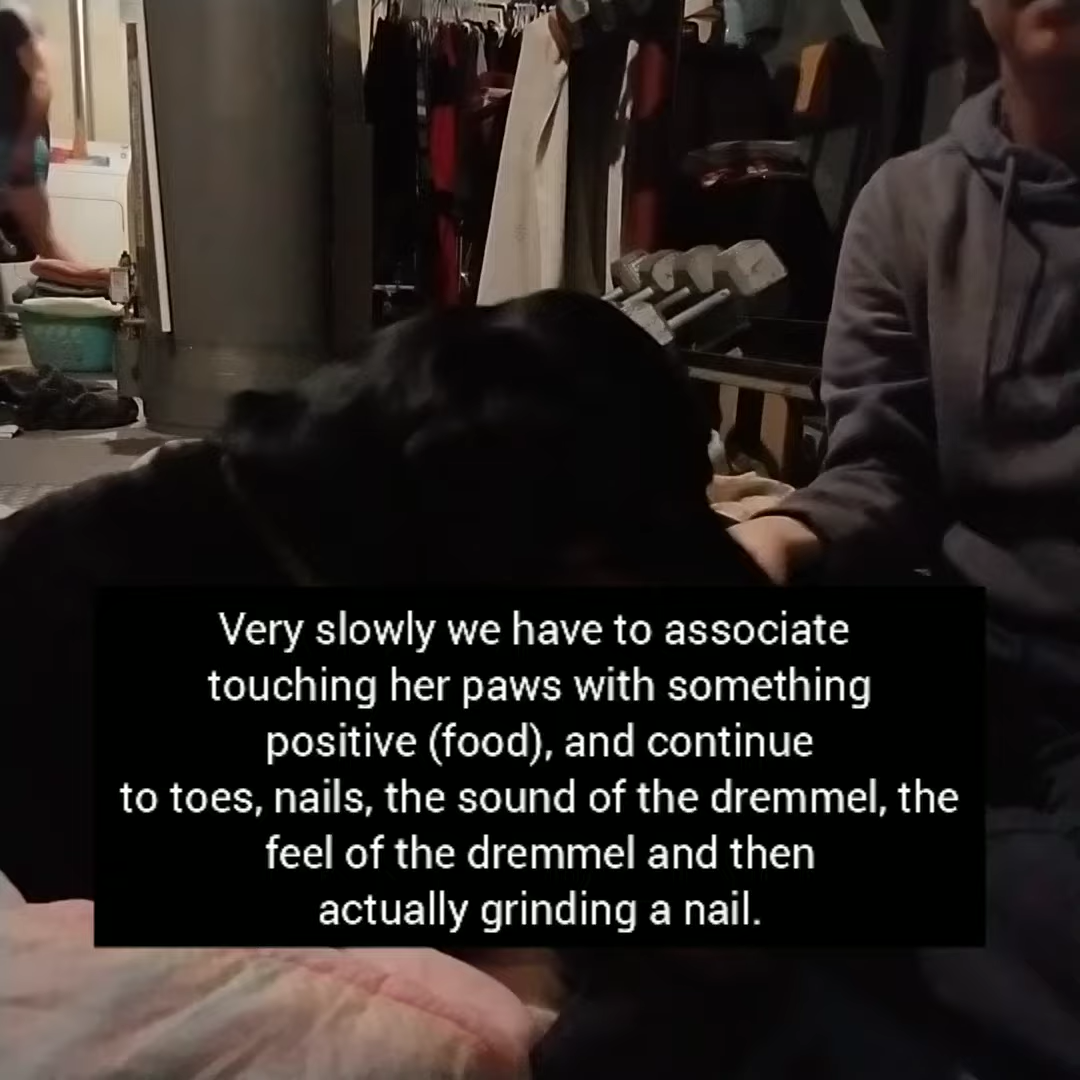 Very slowly we have to associate
touching her paws with something
positive (food), and continue
to toes, nails, the sound of the dremmel, the
feel of the dremmel and then
actually grinding a nail.